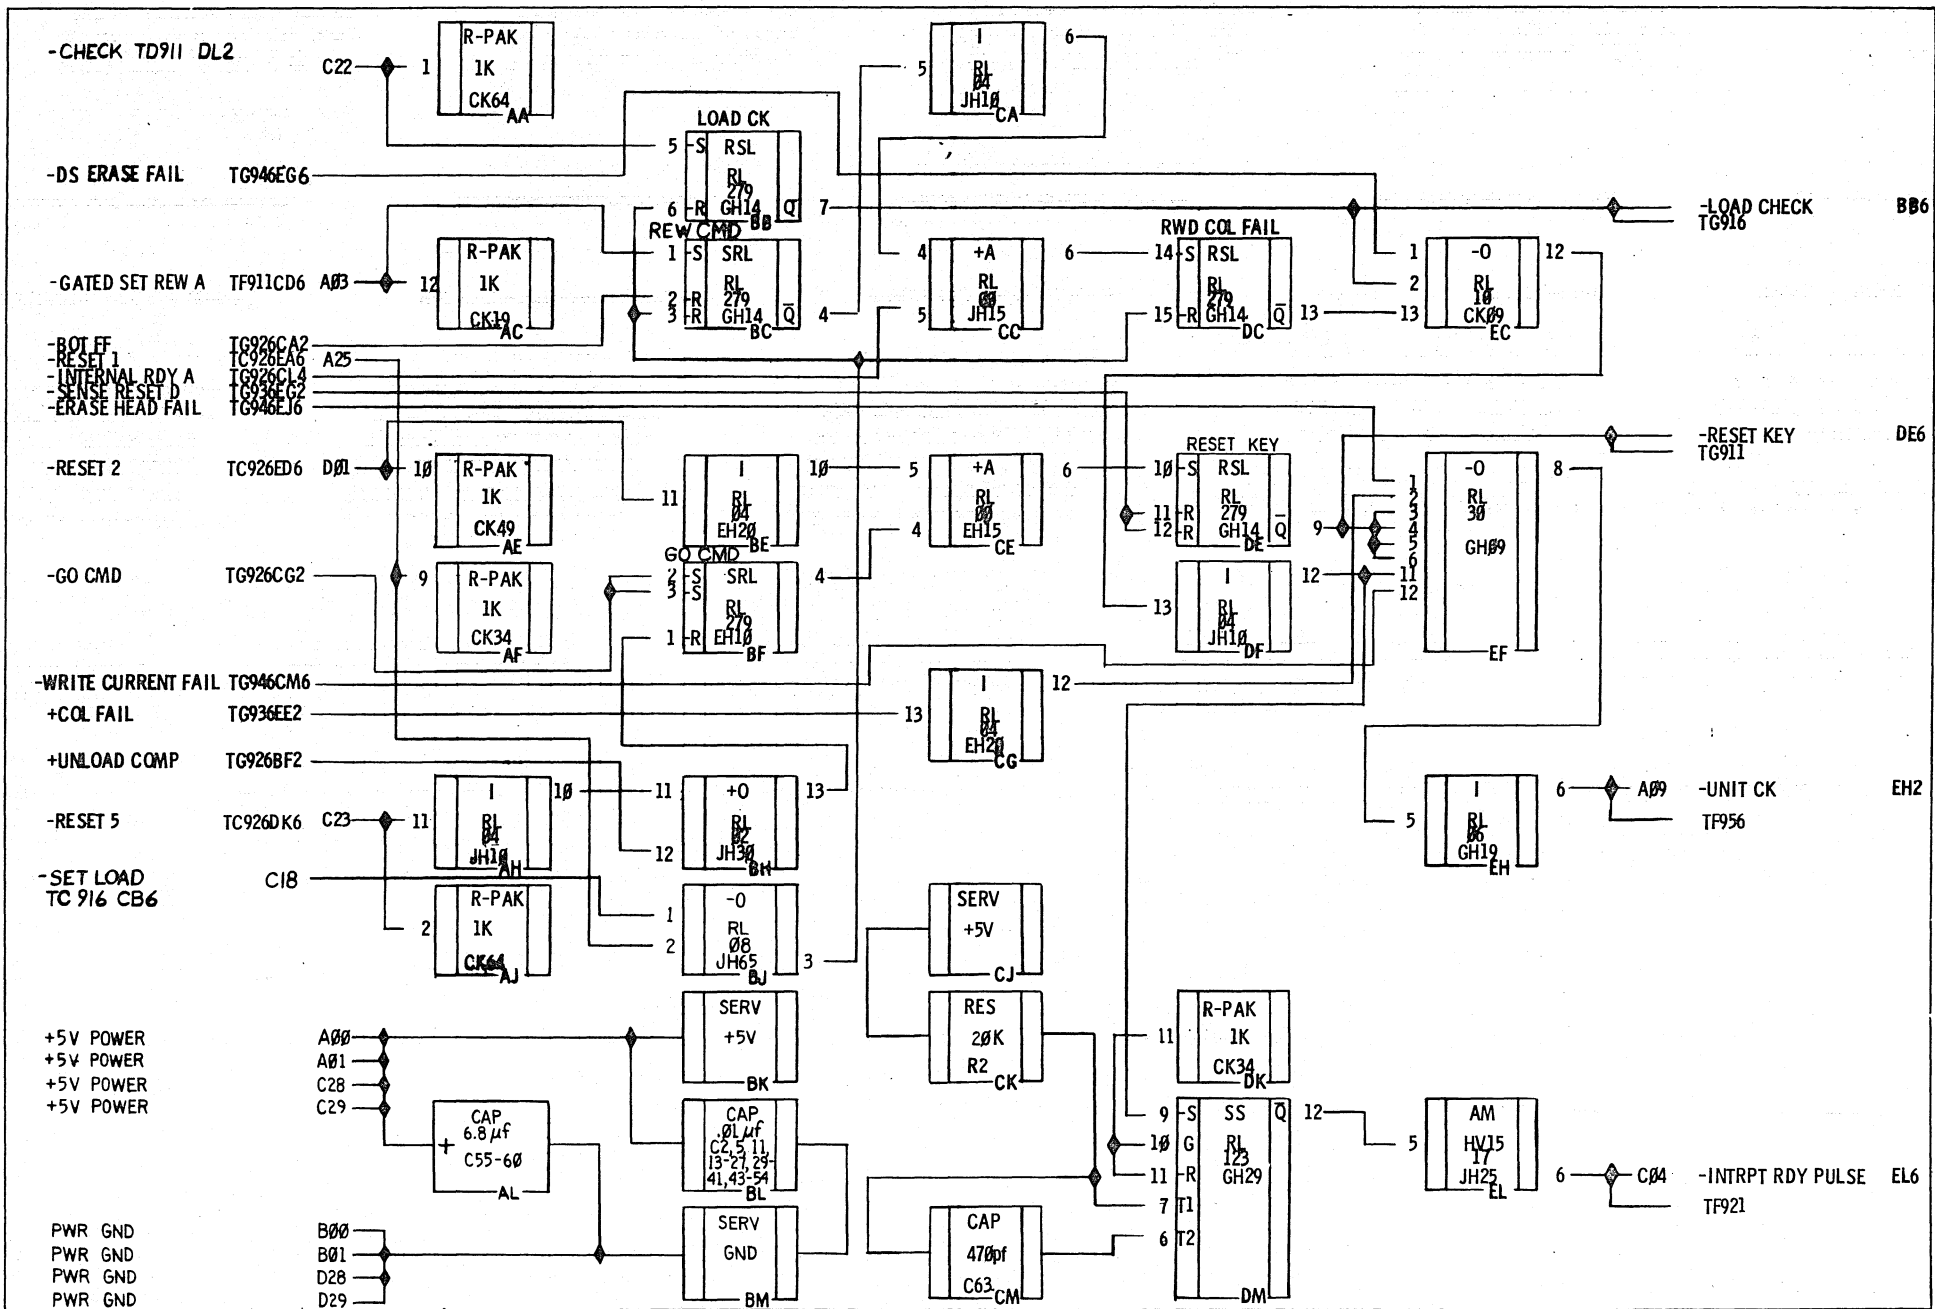 -CHECK TD911 DL2
C22
1
R-PAK
1K
CK64
AA
I
RL
04
JH10
CA
5
6
LOAD CK
5
-S
RSL
RL
279
6
-R
GH14
Q̅
7
BB
-DS ERASE FAIL TG946EG6
REW CMD
1
-S
SRL
RL
2
-R
279
3
-R
GH14
Q̅
4
BC
R-PAK
12
1K
CK19
AC
-GATED SET REW A TF911CD6 A03
4
+A
6
RL
00
5
JH15
CC
RWD COL FAIL
14
-S
RSL
RL
279
15
-R
GH14
Q̅
13
DC
1
-O
12
2
RL
10
13
CK09
EC
-LOAD CHECK BB6
TG916
-BOT FF TG926CA2
-RESET 1 TC926EA6 A25
-INTERNAL RDY A TG926CL4
-SENSE RESET D TG936EG2
-ERASE HEAD FAIL TG946EJ6
-RESET 2 TC926ED6 D01
10
R-PAK
1K
CK49
AE
I
10
11
RL
04
EH20
BE
5
+A
6
RL
00
4
EH15
CE
RESET KEY
10
-S
RSL
RL
11
-R
279
12
-R
GH14
Q̅
9
DE
-O
8
1
2
RL
3
30
4
5
GH09
6
11
12
EF
-RESET KEY DE6
TG911
-GO CMD TG926CG2
9
R-PAK
1K
CK34
AF
GO CMD
2
-S
SRL
4
3
-S
RL
279
1
-R
EH10
BF
I
12
13
RL
04
JH10
DF
-WRITE CURRENT FAIL TG946CM6
+COL FAIL TG936EE2
I
12
13
RL
04
EH20
CG
+UNLOAD COMP TG926BF2
I
10
11
RL
04
JH10
AH
11
+O
13
RL
02
12
JH30
BH
-RESET 5 TC926DK6 C23
I
6
5
RL
06
GH19
EH
A09 -UNIT CK EH2
TF956
-SET LOAD C18
TC 916 CB6
R-PAK
2
1K
CK64
AJ
-O
1
RL
2
08
JH65
3
BJ
SERV
+5V
CJ
SERV
+5V
BK
RES
20K
R2
CK
R-PAK
11
1K
CK34
DK
+5V POWER A00
+5V POWER A01
+5V POWER C28
+5V POWER C29
CAP
6.8 µf
+
C55-60
AL
CAP
.01 µf
C2, 5, 11,
13-27, 29-
41, 43-54
BL
9
-S
SS
Q̅
12
10
G
RL
123
11
-R
GH29
7
T1
6
T2
DM
AM
5
HV15
17
JH25
6
EL
C04 -INTRPT RDY PULSE EL6
TF921
SERV
GND
BM
CAP
470pf
C63
CM
PWR GND B00
PWR GND B01
PWR GND D28
PWR GND D29